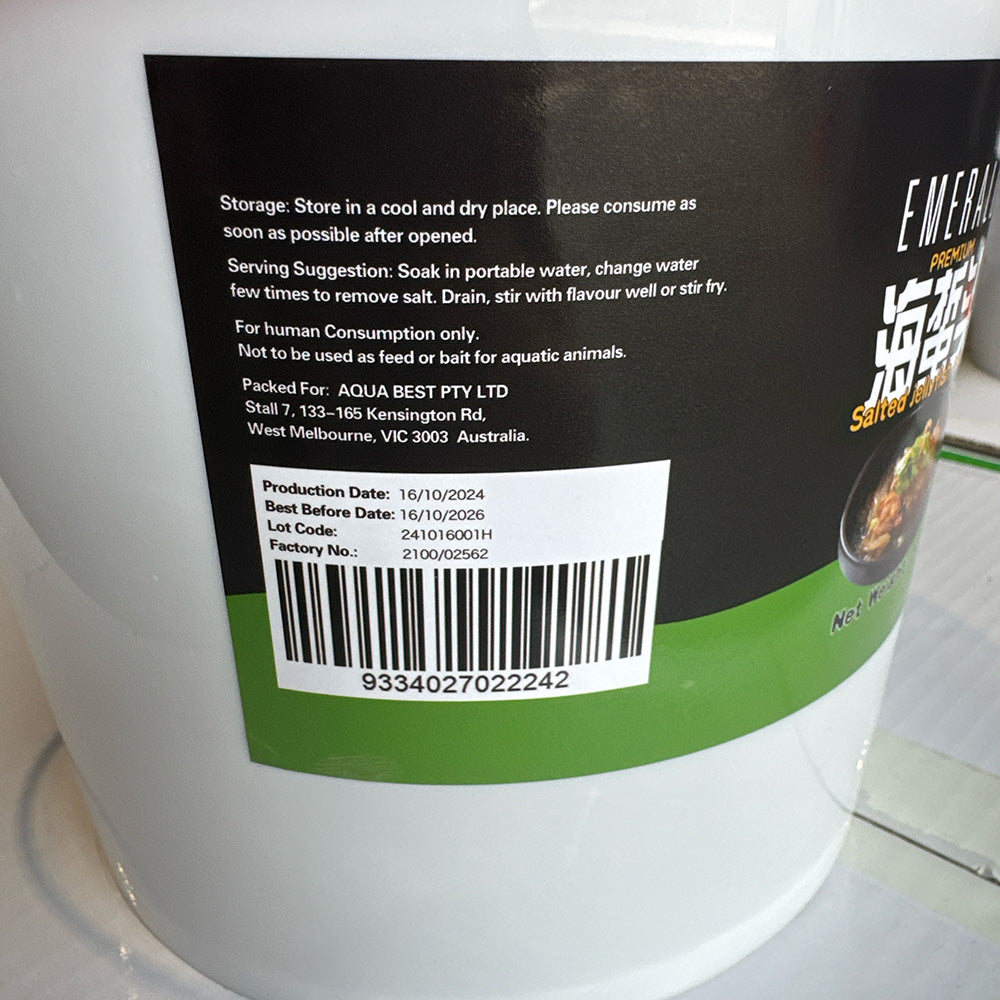 Storage: Store in a cool and dry place. Please consume as
soon as possible after opened.
Serving Suggestion: Soak in portable water, change water
few times to remove salt. Drain, stir with flavour well or stir fry.
For human Consumption only.
Not to be used as feed or bait for aquatic animals.
Packed For: AQUA BEST PTY LTD
Stall 7, 133–165 Kensington Rd,
West Melbourne, VIC 3003 Australia.
Production Date: 16/10/2024
Best Before Date: 16/10/2026
Lot Code: 241016001H
Factory No.: 2100/02562
9334027022242
EMERAL
PREMIUM
海蜇
Salted Jelly
Net